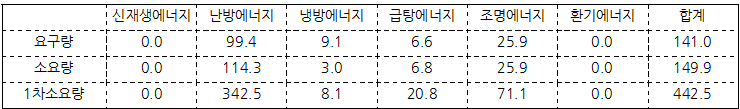 신재생에너지 난방에너지 냉방에너지 급탕에너지 조명에너지 환기에너지 합계
요구량 0.0 99.4 9.1 6.6 25.9 0.0 141.0
소요량 0.0 114.3 3.0 6.8 25.9 0.0 149.9
1차소요량 0.0 342.5 8.1 20.8 71.1 0.0 442.5